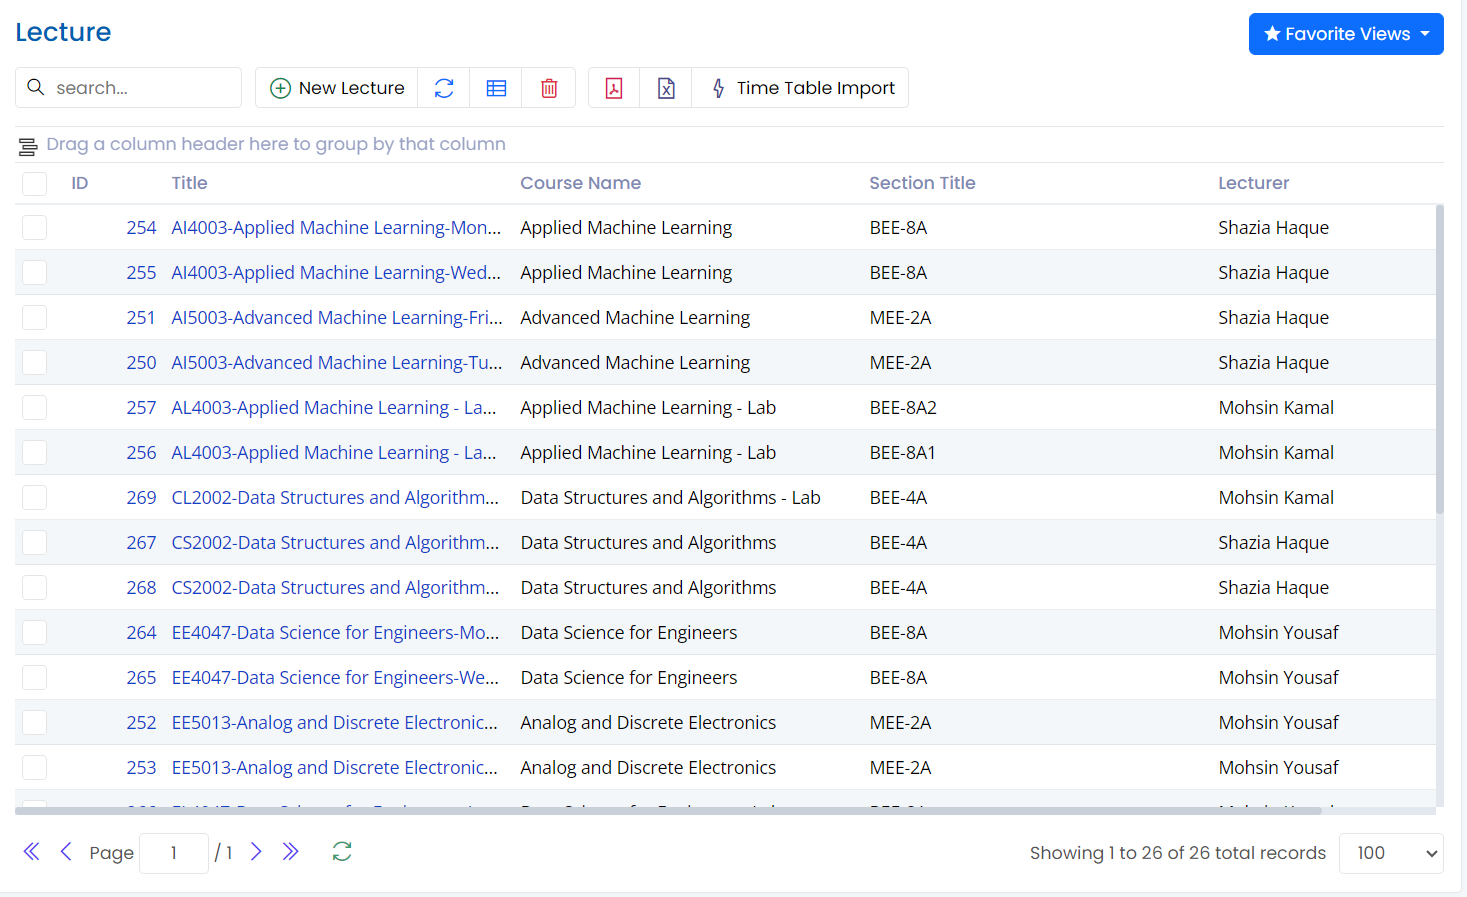 Lecture
Favorite Views
search...
New Lecture
Time Table Import
Drag a column header here to group by that column
ID Title Course Name Section Title Lecturer
254 AI4003-Applied Machine Learning-Mon... Applied Machine Learning BEE-8A Shazia Haque
255 AI4003-Applied Machine Learning-Wed... Applied Machine Learning BEE-8A Shazia Haque
251 AI5003-Advanced Machine Learning-Fri... Advanced Machine Learning MEE-2A Shazia Haque
250 AI5003-Advanced Machine Learning-Tu... Advanced Machine Learning MEE-2A Shazia Haque
257 AL4003-Applied Machine Learning - La... Applied Machine Learning - Lab BEE-8A2 Mohsin Kamal
256 AL4003-Applied Machine Learning - La... Applied Machine Learning - Lab BEE-8A1 Mohsin Kamal
269 CL2002-Data Structures and Algorithm... Data Structures and Algorithms - Lab BEE-4A Mohsin Kamal
267 CS2002-Data Structures and Algorithm... Data Structures and Algorithms BEE-4A Shazia Haque
268 CS2002-Data Structures and Algorithm... Data Structures and Algorithms BEE-4A Shazia Haque
264 EE4047-Data Science for Engineers-Mo... Data Science for Engineers BEE-8A Mohsin Yousaf
265 EE4047-Data Science for Engineers-We... Data Science for Engineers BEE-8A Mohsin Yousaf
252 EE5013-Analog and Discrete Electronic... Analog and Discrete Electronics MEE-2A Mohsin Yousaf
253 EE5013-Analog and Discrete Electronic... Analog and Discrete Electronics MEE-2A Mohsin Yousaf
Page 1 / 1
Showing 1 to 26 of 26 total records 100